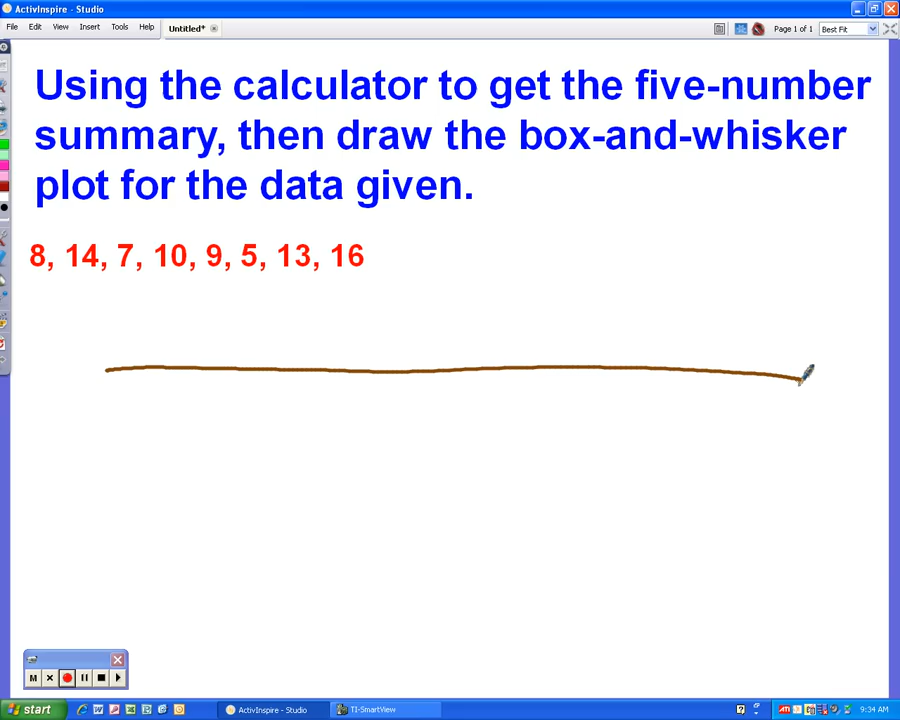 ActivInspire - Studio
File Edit View Insert Tools Help Untitled* Page 1 of 1 Best Fit
Using the calculator to get the five-number
summary, then draw the box-and-whisker
plot for the data given.
8, 14, 7, 10, 9, 5, 13, 16
M
start ActivInspire - Studio TI-SmartView ATI 9:34 AM